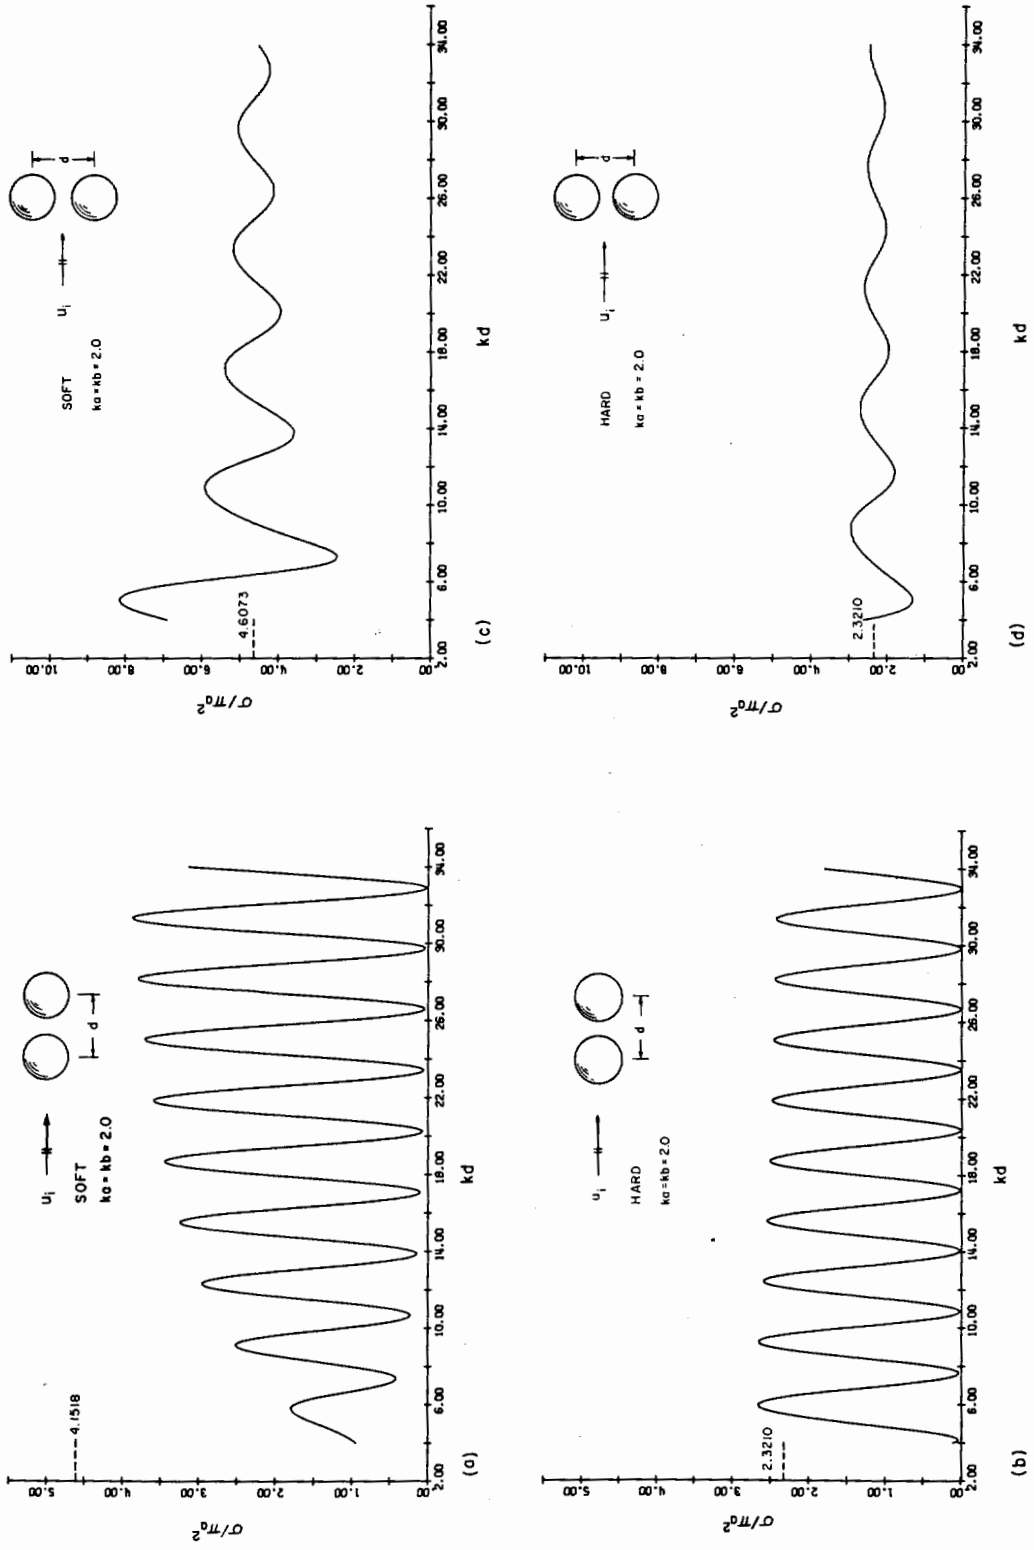 σ/πa²
5.00
4.00
3.00
2.00
1.00
.00
4.1518
uᵢ
SOFT
ka = kb = 2.0
d
2.00 6.00 10.00 14.00 18.00 22.00 26.00 30.00 34.00
kd
(a)
σ/πa²
5.00
4.00
3.00
2.00
1.00
.00
2.3210
uᵢ
HARD
ka = kb = 2.0
d
2.00 6.00 10.00 14.00 18.00 22.00 26.00 30.00 34.00
kd
(b)
σ/πa²
10.00
8.00
6.00
4.00
2.00
.00
4.6073
uᵢ
SOFT
ka = kb = 2.0
d
2.00 6.00 10.00 14.00 18.00 22.00 26.00 30.00 34.00
kd
(c)
σ/πa²
10.00
8.00
6.00
4.00
2.00
.00
2.3210
uᵢ
HARD
ka = kb = 2.0
d
2.00 6.00 10.00 14.00 18.00 22.00 26.00 30.00 34.00
kd
(d)